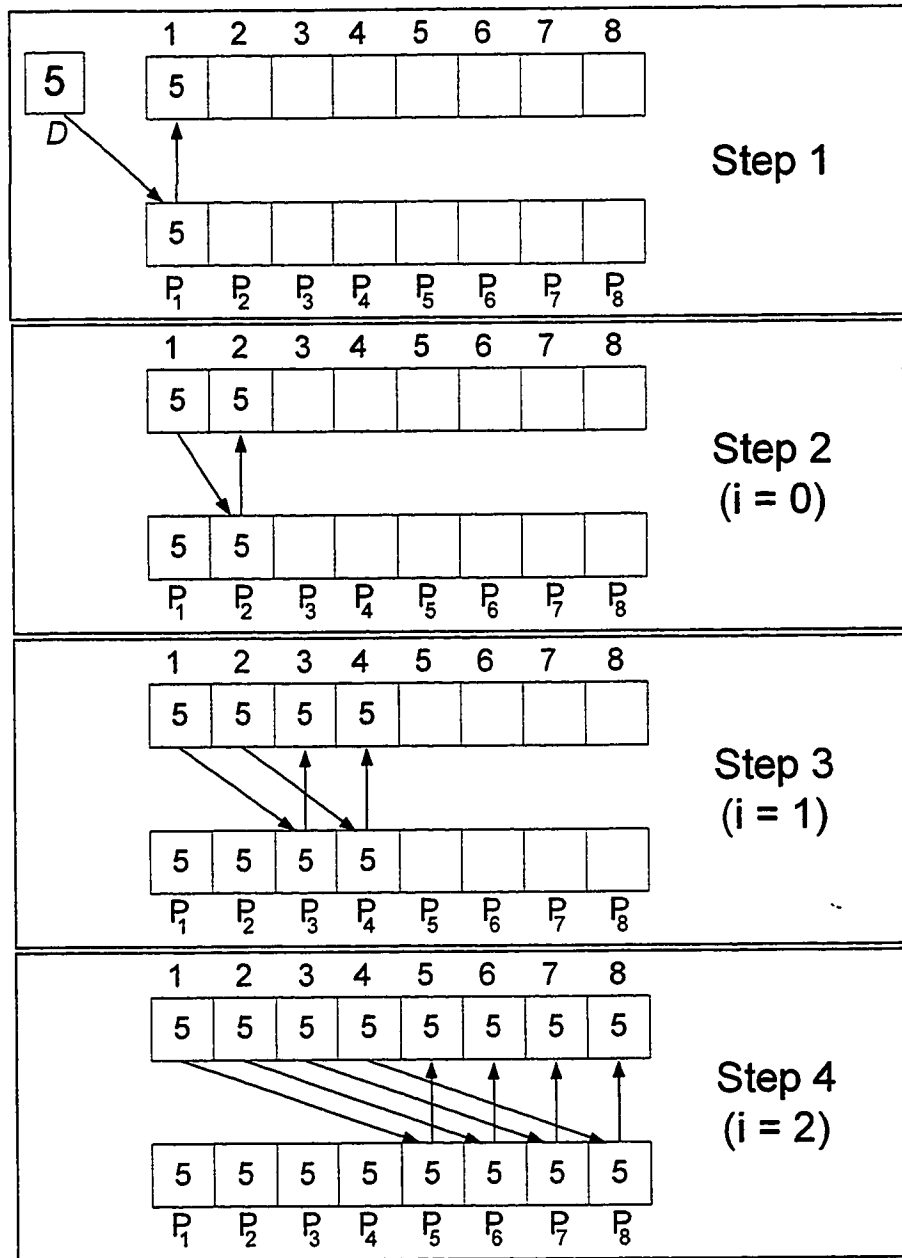 1 2 3 4 5 6 7 8
5 5
D
Step 1
5
P1 P2 P3 P4 P5 P6 P7 P8
1 2 3 4 5 6 7 8
5 5
Step 2
(i = 0)
5 5
P1 P2 P3 P4 P5 P6 P7 P8
1 2 3 4 5 6 7 8
5 5 5 5
Step 3
(i = 1)
5 5 5 5
P1 P2 P3 P4 P5 P6 P7 P8
1 2 3 4 5 6 7 8
5 5 5 5 5 5 5 5
Step 4
(i = 2)
5 5 5 5 5 5 5 5
P1 P2 P3 P4 P5 P6 P7 P8